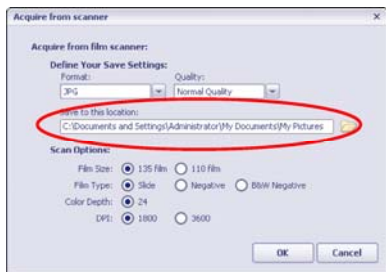 Acquire from scanner
Acquire from film scanner:
Define Your Save Settings:
Format: Quality:
JPG Normal Quality
Save to this location:
C:\Documents and Settings\Administrator\My Documents\My Pictures
Scan Options:
Film Size: 135 film 110 film
Film Type: Slide Negative B&W Negative
Color Depth: 24
DPI: 1800 3600
OK Cancel